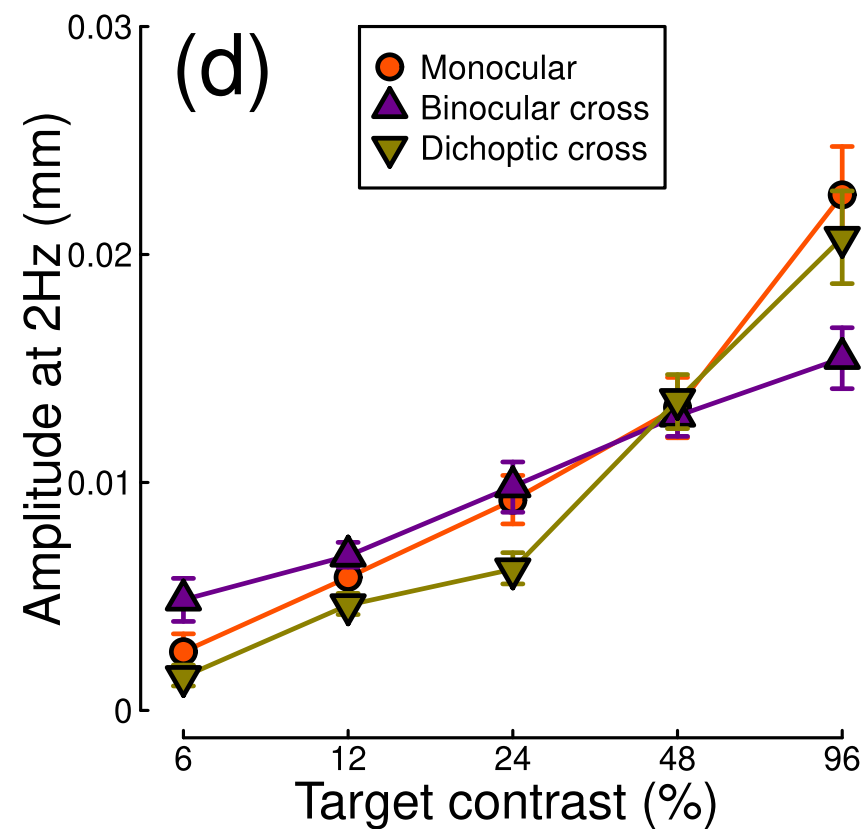 (d)
Monocular
Binocular cross
Dichoptic cross
Amplitude at 2Hz (mm)
0.03
0.02
0.01
0
6 12 24 48 96
Target contrast (%)